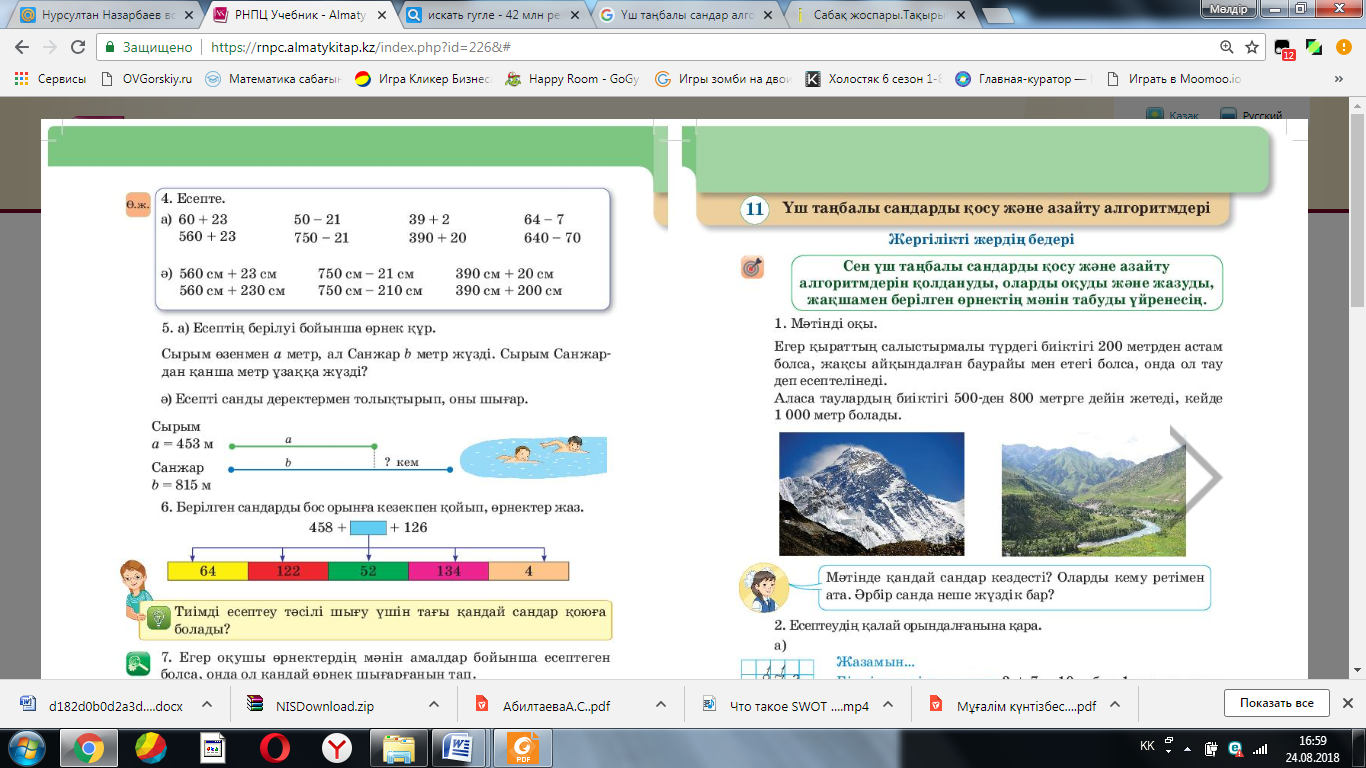 Нурсултан Назарбаев вс
РНПЦ Учебник - Almaty
искать гугле - 42 млн ре
Үш таңбалы сандар алго
Сабақ жоспары.Тақыры
Мөлдір
Защищено
https://rnpc.almatykitap.kz/index.php?id=226&#
12
Сервисы
OVGorskiy.ru
Математика сабағын
Игра Кликер Бизнес
Happy Room - GoGy
Игры зомби на двои
Холостяк 6 сезон 1-8
Главная-куратор —
Играть в Moomoo.io
»
Қазақ
Русский
Ө.ж.
4. Есепте.
а) 60 + 23 50 – 21 39 + 2 64 – 7
560 + 23 750 – 21 390 + 20 640 – 70
ә) 560 см + 23 см 750 см – 21 см 390 см + 20 см
560 см + 230 см 750 см – 210 см 390 см + 200 см
5. а) Есептің берілуі бойынша өрнек құр.
Сырым өзенмен a метр, ал Санжар b метр жүзді. Сырым Санжар-
дан қанша метр ұзаққа жүзді?
ә) Есепті санды деректермен толықтырып, оны шығар.
Сырым
a = 453 м
a
Санжар
b = 815 м
b
? кем
6. Берілген сандарды бос орынға кезекпен қойып, өрнектер жаз.
458 + + 126
64 122 52 134 4
Тиімді есептеу тәсілі шығу үшін тағы қандай сандар қоюға
болады?
7. Егер оқушы өрнектердің мәнін амалдар бойынша есептеген
болса, онда ол қандай өрнек шығарғанын тап.
11
Үш таңбалы сандарды қосу және азайту алгоритмдері
Жергілікті жердің бедері
Сен үш таңбалы сандарды қосу және азайту
алгоритмдерін қолдануды, оларды оқуды және жазуды,
жақшамен берілген өрнектің мәнін табуды үйренесің.
1. Мәтінді оқы.
Егер қыраттың салыстырмалы түрдегі биіктігі 200 метрден астам
болса, жақсы айқындалған баурайы мен етегі болса, онда ол тау
деп есептелінеді.
Аласа таулардың биіктігі 500-ден 800 метрге дейін жетеді, кейде
1 000 метр болады.
Мәтінде қандай сандар кездесті? Оларды кему ретімен
ата. Әрбір санда неше жүздік бар?
2. Есептеудің қалай орындалғанына қара.
а)
Жазамын...
d182d0b0d2a3d....docx
NISDownload.zip
АбилтаеваА.С..pdf
Что такое SWOT ....mp4
Мұғалім күнтізбес....pdf
Показать все
PDF
KK
16:59
24.08.2018